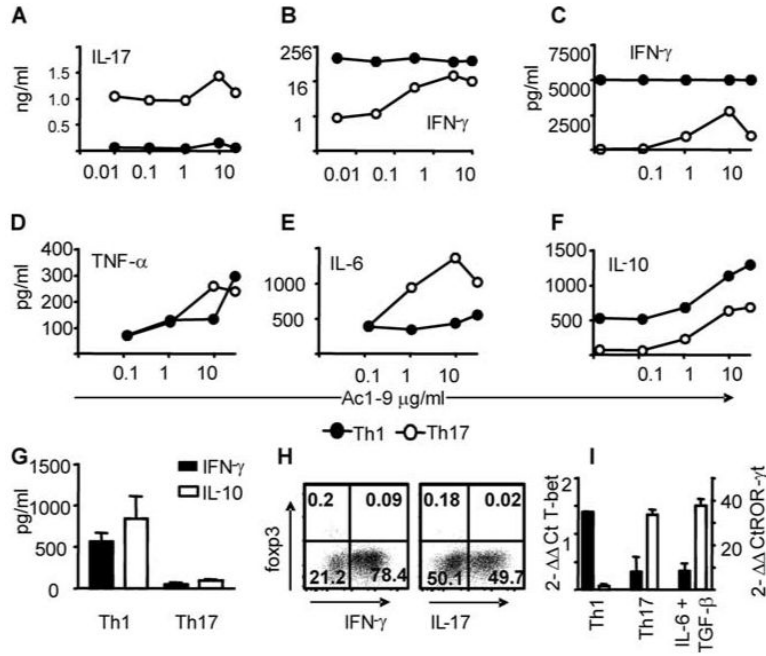 A
IL-17
ng/ml
1.5
1.0
0.5
0.01 0.1 1 10
B
256
16
1
IFN-γ
0.01 0.1 1 10
C
IFN-γ
pg/ml
7500
5000
2500
0
0.1 1 10
D
TNF-α
pg/ml
400
300
200
100
0.1 1 10
E
IL-6
1000
500
0.1 1 10
F
IL-10
1500
1000
500
0
0.1 1 10
Ac1-9 μg/ml
Th1 Th17
G
pg/ml
1500
1000
500
0
IFN-γ
IL-10
Th1 Th17
H
foxp3
0.2 0.09
21.2 78.4
IFN-γ
0.18 0.02
50.1 49.7
IL-17
I
2- ΔΔCt T-bet
2
1
0
2- ΔΔCtROR-γt
40
20
0
Th1
Th17
IL-6 +
TGF-β